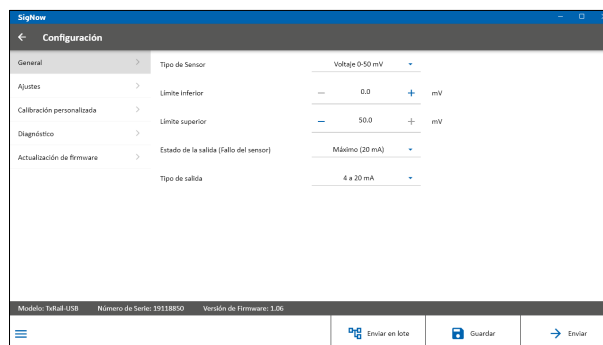 SigNow
Configuración
General
Tipo de Sensor
Voltaje 0-50 mV
Ajustes
Límite inferior
0.0
mV
Calibración personalizada
Límite superior
50.0
mV
Diagnóstico
Estado de la salida (Fallo del sensor)
Máximo (20 mA)
Actualización de firmware
Tipo de salida
4 a 20 mA
Modelo: TxRail-USB Número de Serie: 19118850 Versión de Firmware: 1.06
Enviar en lote
Guardar
Enviar